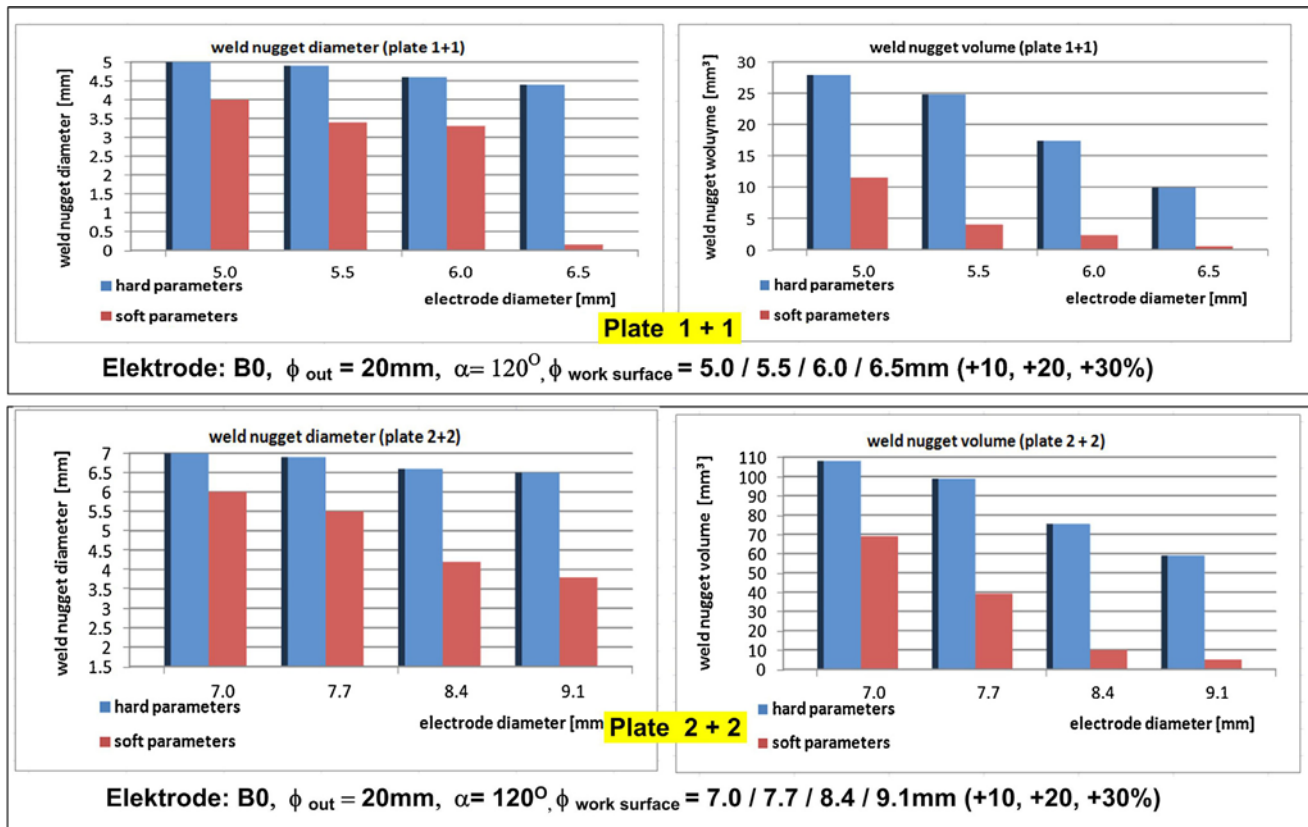 weld nugget diameter (plate 1+1)
weld nugget diameter [mm]
5
4.5
4
3.5
3
2.5
2
1.5
1
0.5
0
5.0 5.5 6.0 6.5
electrode diameter [mm]
hard parameters
soft parameters
weld nugget volume (plate 1+1)
weld nugget woluyme [mm³]
30
25
20
15
10
5
0
5.0 5.5 6.0 6.5
electrode diameter [mm]
hard parameters
soft parameters
Plate 1 + 1
Elektrode: B0, ϕ out = 20mm, α= 120O, ϕ work surface = 5.0 / 5.5 / 6.0 / 6.5mm (+10, +20, +30%)
weld nugget diameter (plate 2+2)
weld nugget diameter [mm]
7
6.5
6
5.5
5
4.5
4
3.5
3
2.5
2
1.5
7.0 7.7 8.4 9.1
electrode diameter [mm]
hard parameters
soft parameters
weld nugget volume (plate 2 + 2)
weld nugget volume [mm³]
110
100
90
80
70
60
50
40
30
20
10
0
7.0 7.7 8.4 9.1
electrode diameter [mm]
hard parameters
soft parameters
Plate 2 + 2
Elektrode: B0, ϕ out = 20mm, α= 120O, ϕ work surface = 7.0 / 7.7 / 8.4 / 9.1mm (+10, +20, +30%)